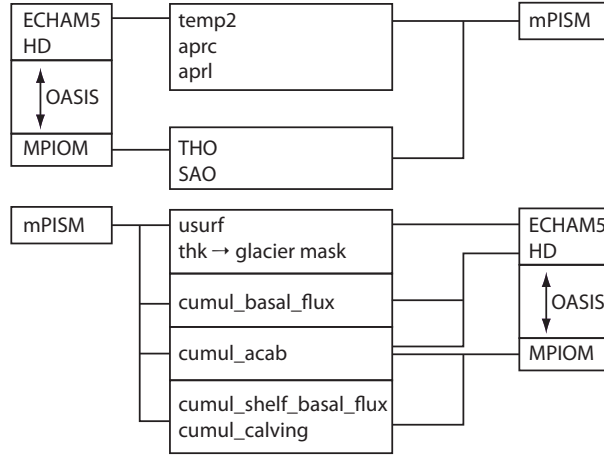 ECHAM5
HD
OASIS
MPIOM
temp2
aprc
aprl
THO
SAO
mPISM
mPISM
usurf
thk → glacier mask
cumul_basal_flux
cumul_acab
cumul_shelf_basal_flux
cumul_calving
ECHAM5
HD
OASIS
MPIOM